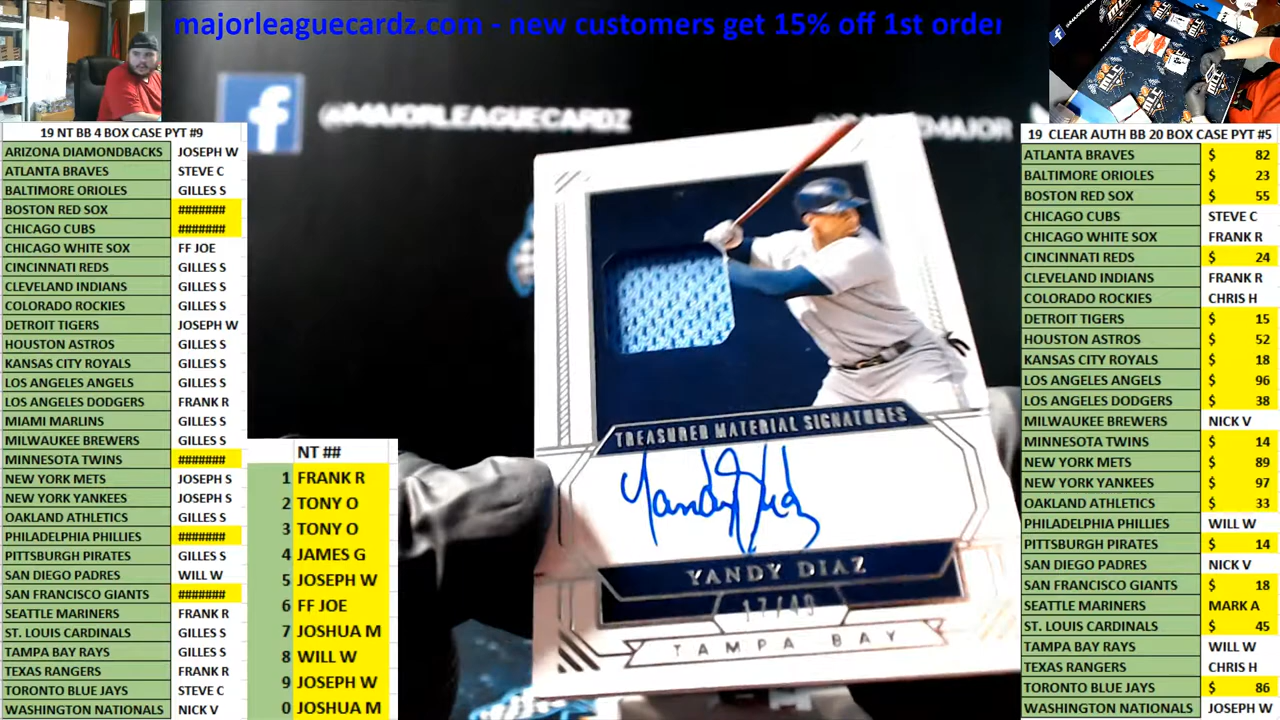 majorleaguecardz.com - new customers get 15% off 1st order
@MAJORLEAGUECARDZ
19 NT BB 4 BOX CASE PYT #9
ARIZONA DIAMONDBACKS JOSEPH W
ATLANTA BRAVES STEVE C
BALTIMORE ORIOLES GILLES S
BOSTON RED SOX #######
CHICAGO CUBS #######
CHICAGO WHITE SOX FF JOE
CINCINNATI REDS GILLES S
CLEVELAND INDIANS GILLES S
COLORADO ROCKIES GILLES S
DETROIT TIGERS JOSEPH W
HOUSTON ASTROS GILLES S
KANSAS CITY ROYALS GILLES S
LOS ANGELES ANGELS GILLES S
LOS ANGELES DODGERS FRANK R
MIAMI MARLINS GILLES S
MILWAUKEE BREWERS GILLES S
MINNESOTA TWINS #######
NEW YORK METS JOSEPH S
NEW YORK YANKEES JOSEPH S
OAKLAND ATHLETICS GILLES S
PHILADELPHIA PHILLIES #######
PITTSBURGH PIRATES GILLES S
SAN DIEGO PADRES WILL W
SAN FRANCISCO GIANTS #######
SEATTLE MARINERS FRANK R
ST. LOUIS CARDINALS GILLES S
TAMPA BAY RAYS GILLES S
TEXAS RANGERS FRANK R
TORONTO BLUE JAYS STEVE C
WASHINGTON NATIONALS NICK V
NT ##
1 FRANK R
2 TONY O
3 TONY O
4 JAMES G
5 JOSEPH W
6 FF JOE
7 JOSHUA M
8 WILL W
9 JOSEPH W
0 JOSHUA M
TREASURED MATERIAL SIGNATURES
Yandy Diaz
YANDY DIAZ
17/49
TAMPA BAY
19 CLEAR AUTH BB 20 BOX CASE PYT #5
ATLANTA BRAVES $ 82
BALTIMORE ORIOLES $ 23
BOSTON RED SOX $ 55
CHICAGO CUBS STEVE C
CHICAGO WHITE SOX FRANK R
CINCINNATI REDS $ 24
CLEVELAND INDIANS FRANK R
COLORADO ROCKIES CHRIS H
DETROIT TIGERS $ 15
HOUSTON ASTROS $ 52
KANSAS CITY ROYALS $ 18
LOS ANGELES ANGELS $ 96
LOS ANGELES DODGERS $ 38
MILWAUKEE BREWERS NICK V
MINNESOTA TWINS $ 14
NEW YORK METS $ 89
NEW YORK YANKEES $ 97
OAKLAND ATHLETICS $ 33
PHILADELPHIA PHILLIES WILL W
PITTSBURGH PIRATES $ 14
SAN DIEGO PADRES NICK V
SAN FRANCISCO GIANTS $ 18
SEATTLE MARINERS MARK A
ST. LOUIS CARDINALS $ 45
TAMPA BAY RAYS WILL W
TEXAS RANGERS CHRIS H
TORONTO BLUE JAYS $ 86
WASHINGTON NATIONALS JOSEPH W